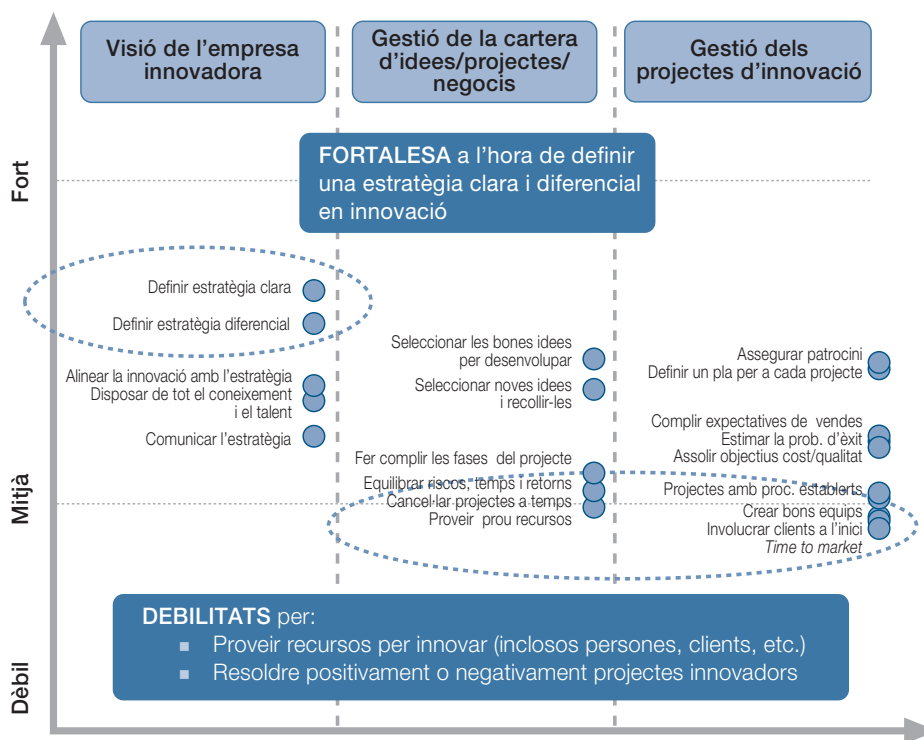 Visió de l’empresa
innovadora
Gestió de la cartera
d’idees/projectes/
negocis
Gestió dels
projectes d’innovació
Fort
Mitjà
Dèbil
FORTALESA a l’hora de definir
una estratègia clara i diferencial
en innovació
Definir estratègia clara
Definir estratègia diferencial
Alinear la innovació amb l’estratègia
Disposar de tot el coneixement
i el talent
Comunicar l’estratègia
Seleccionar les bones idees
per desenvolupar
Seleccionar noves idees
i recollir-les
Fer complir les fases del projecte
Equilibrar riscos, temps i retorns
Cancel·lar projectes a temps
Proveir prou recursos
Assegurar patrocini
Definir un pla per a cada projecte
Complir expectatives de vendes
Estimar la prob. d’èxit
Assolir objectius cost/qualitat
Projectes amb proc. establerts
Crear bons equips
Involucrar clients a l’inici
Time to market
DEBILITATS per:
Proveir recursos per innovar (inclosos persones, clients, etc.)
Resoldre positivament o negativament projectes innovadors